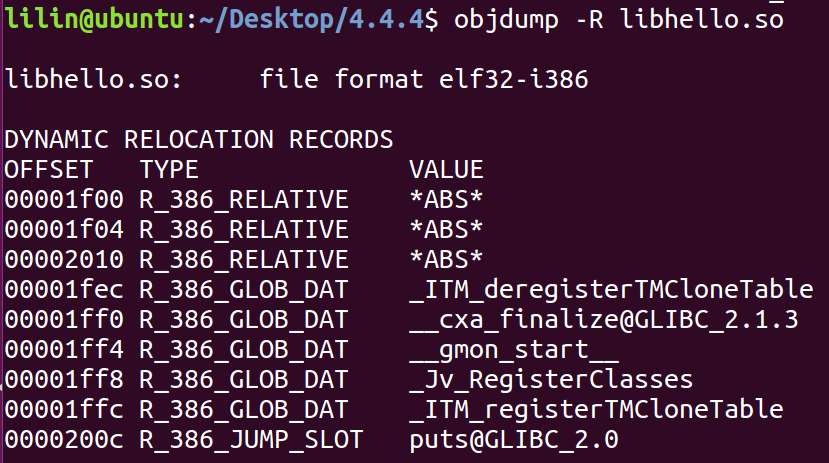 lilin@ubuntu:~/Desktop/4.4.4$ objdump -R libhello.so
libhello.so:     file format elf32-i386
DYNAMIC RELOCATION RECORDS
OFFSET   TYPE              VALUE
00001f00 R_386_RELATIVE    *ABS*
00001f04 R_386_RELATIVE    *ABS*
00002010 R_386_RELATIVE    *ABS*
00001fec R_386_GLOB_DAT    _ITM_deregisterTMCloneTable
00001ff0 R_386_GLOB_DAT    __cxa_finalize@GLIBC_2.1.3
00001ff4 R_386_GLOB_DAT    __gmon_start__
00001ff8 R_386_GLOB_DAT    _Jv_RegisterClasses
00001ffc R_386_GLOB_DAT    _ITM_registerTMCloneTable
0000200c R_386_JUMP_SLOT   puts@GLIBC_2.0